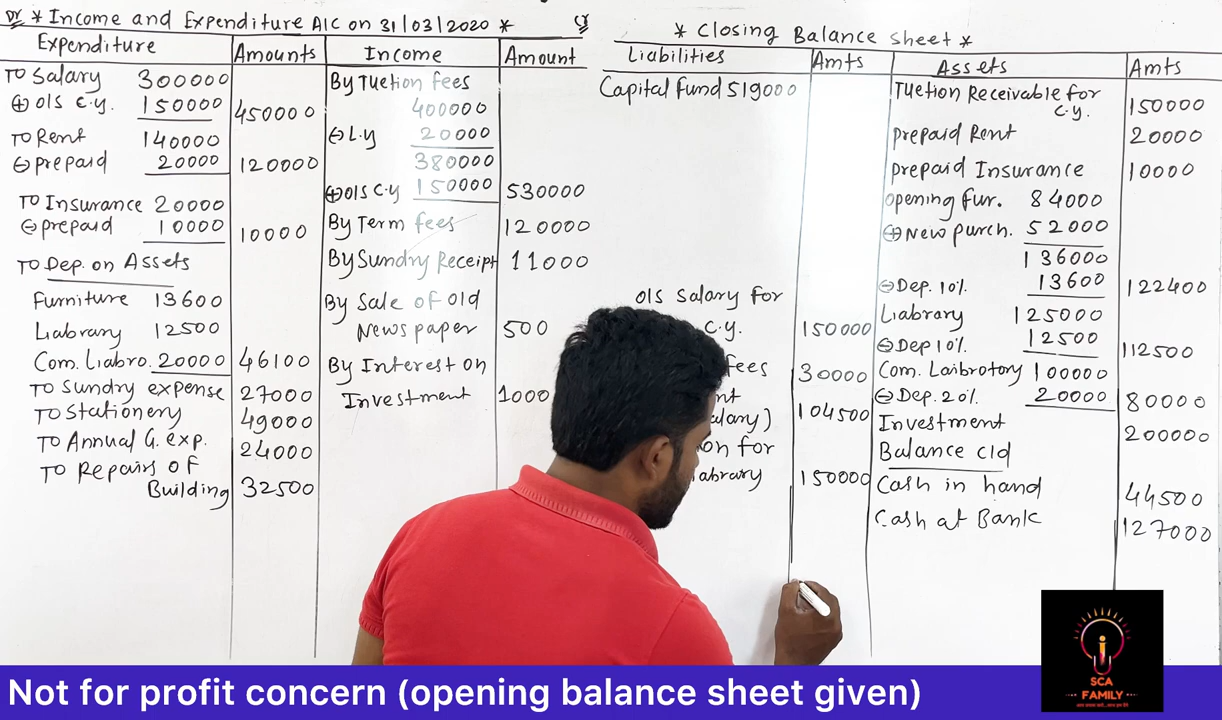 Dr * Income and Expenditure A/C on 31/03/2020 * Cr
Expenditure Amounts Income Amount
To Salary 300000 By Tuetion fees
⊕ o/s c.y. 150000 450000 400000
To Rent 140000 ⊖ L.y 20000
⊖ prepaid 20000 120000 380000
To Insurance 20000 ⊕ o/s c.y 150000 530000
⊖ prepaid 10000 10000 By Term fees 120000
To Dep. on Assets By Sundry Receipt 11000
Furniture 13600 By Sale of old
Liabrary 12500 News paper 500
Com. Liabro. 20000 46100 By Interest on
To Sundry expense 27000 Investment 1000
To Stationery 49000
To Annual G. exp. 24000
To Repairs of
Building 32500
* Closing Balance Sheet *
Liabilities Amts Assets Amts
Capital Fund 519000 Tuetion Receivable for
c.y. 150000
prepaid Rent 20000
prepaid Insurance 10000
opening fur. 84000
⊕ New purch. 52000
136000
o/s Salary for ⊖ Dep. 10%. 13600 122400
c.y. 150000 Liabrary 125000
⊖ Dep 10%. 12500 112500
fees 30000 Com. Laibrotory 100000
⊖ Dep. 20%. 20000 80000
104500 Investment 200000
for Balance c/d
150000 Cash in hand 44500
Cash at Bank 127000
SCA
FAMILY
Not for profit concern (opening balance sheet given)